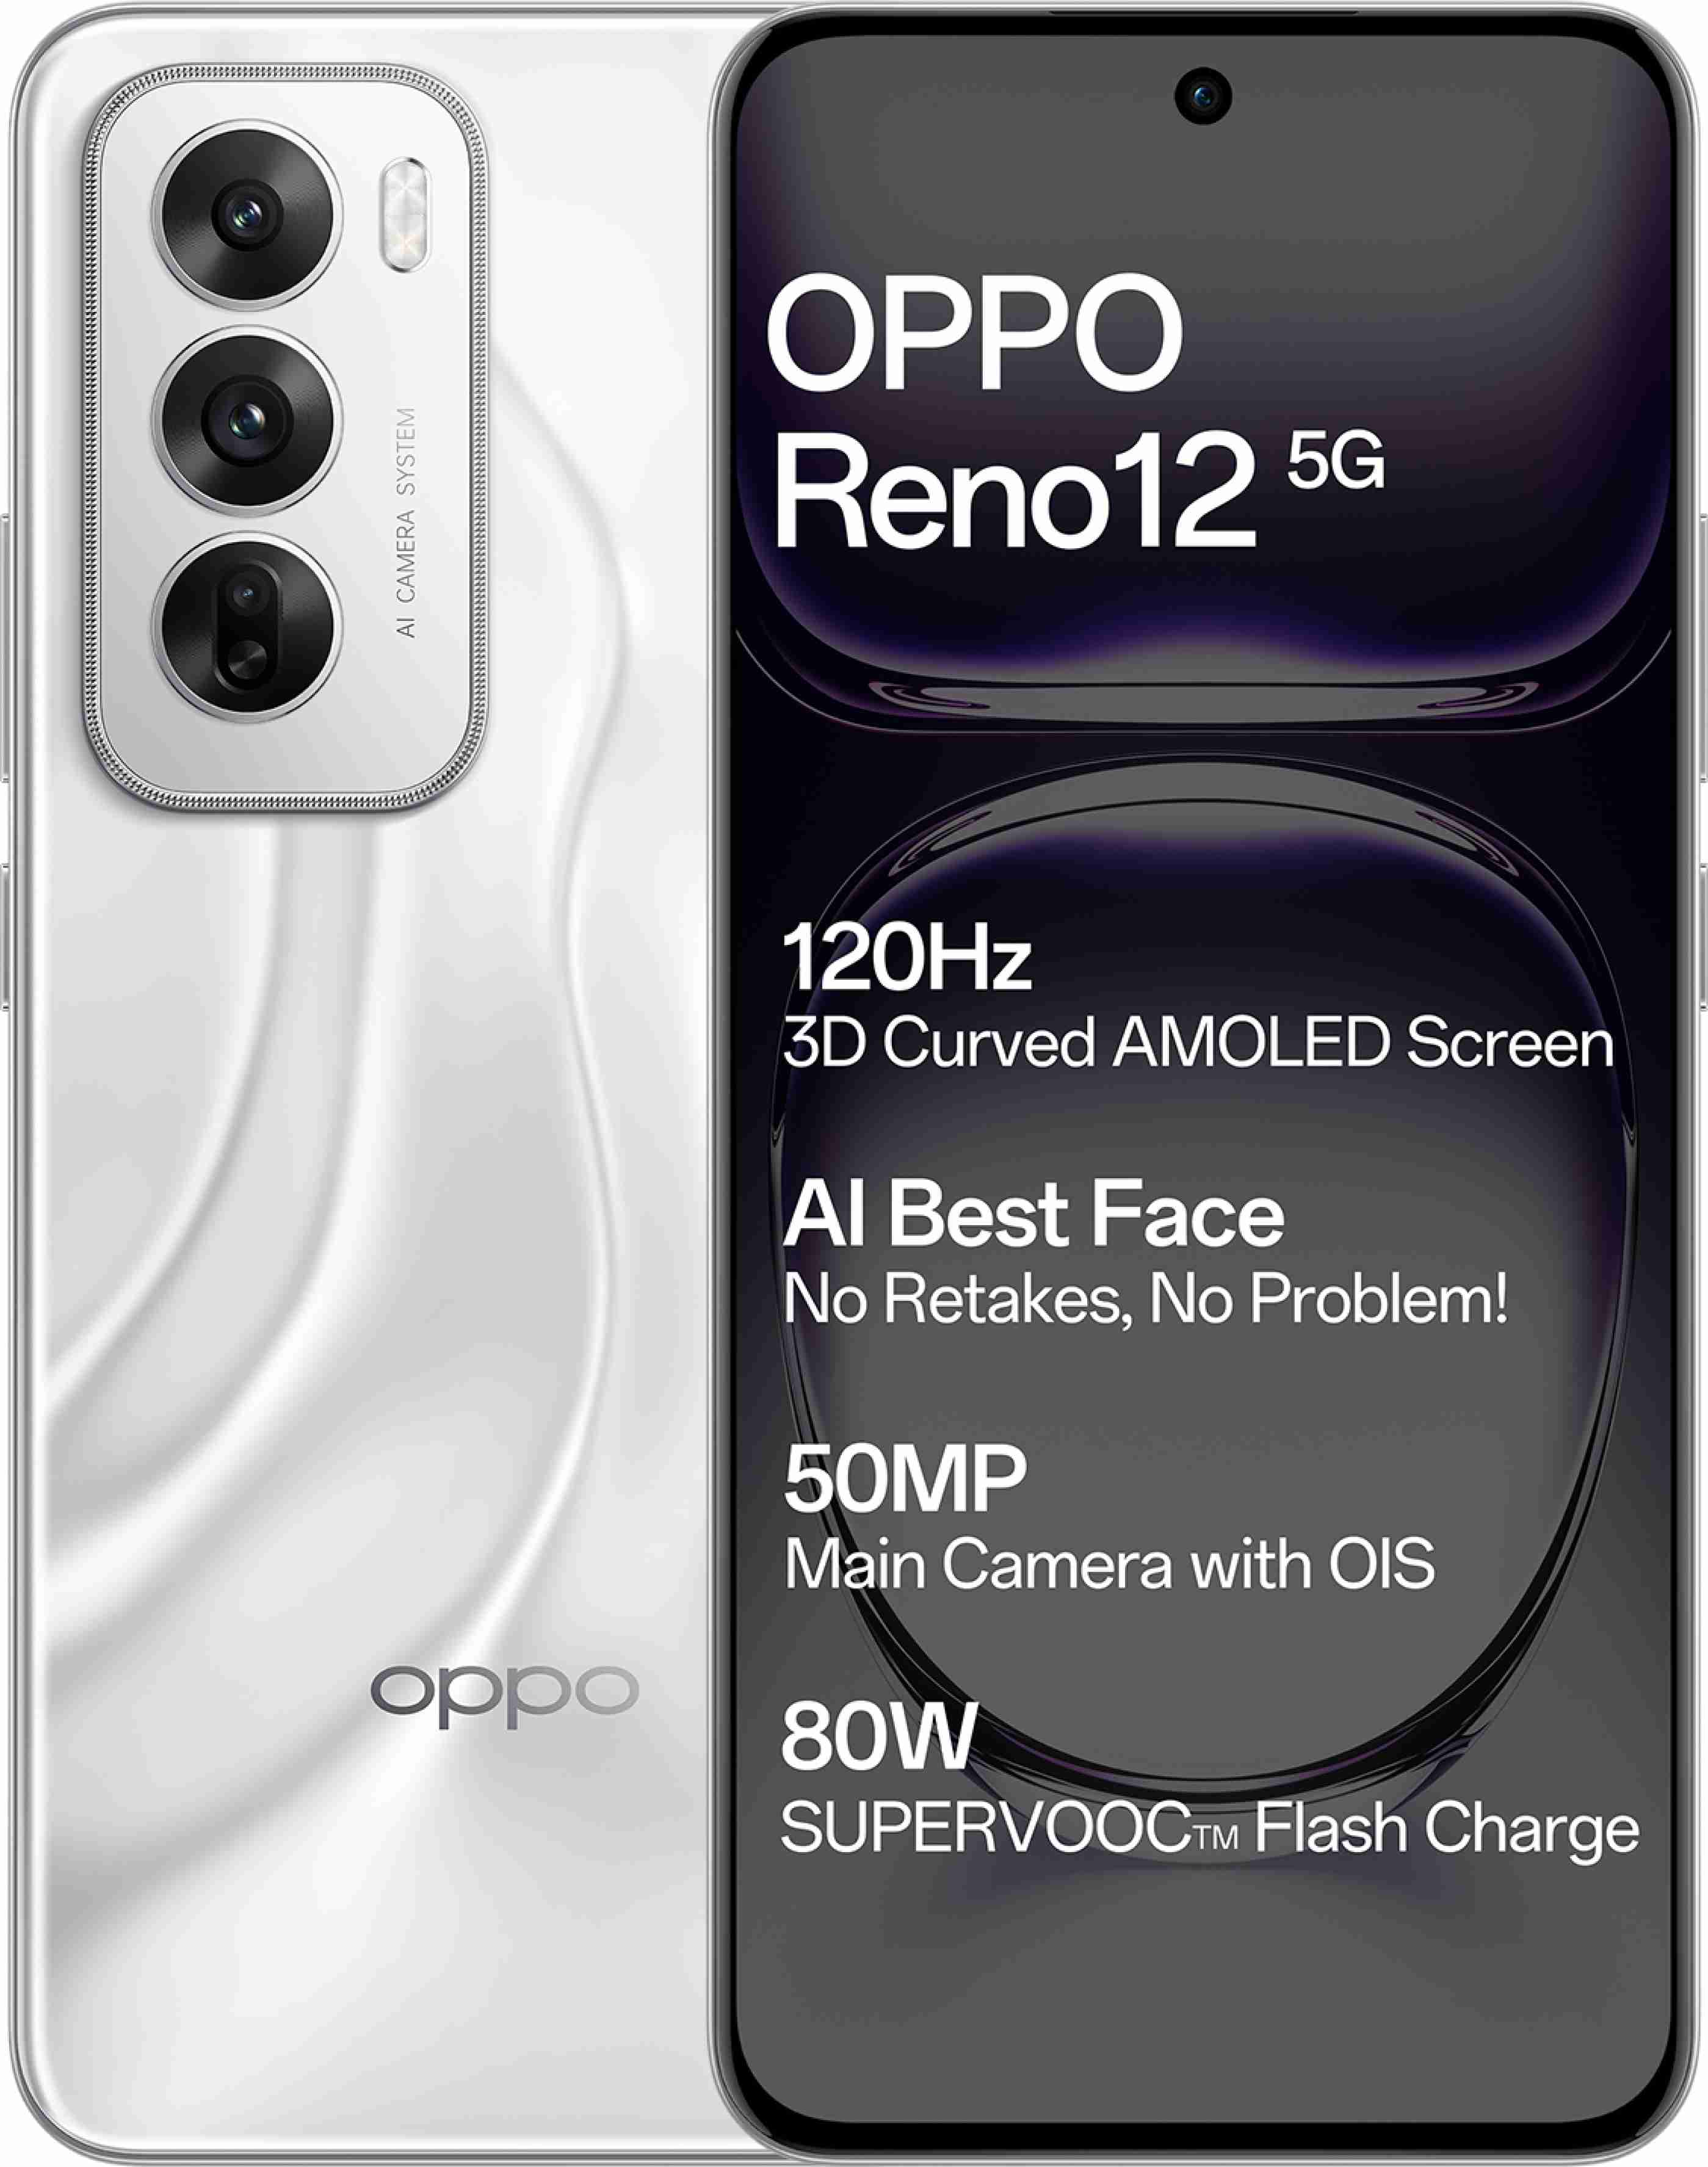 AI CAMERA SYSTEM
oppo
OPPO
Reno12 5G
120Hz
3D Curved AMOLED Screen
AI Best Face
No Retakes, No Problem!
50MP
Main Camera with OIS
80W
SUPERVOOC™ Flash Charge